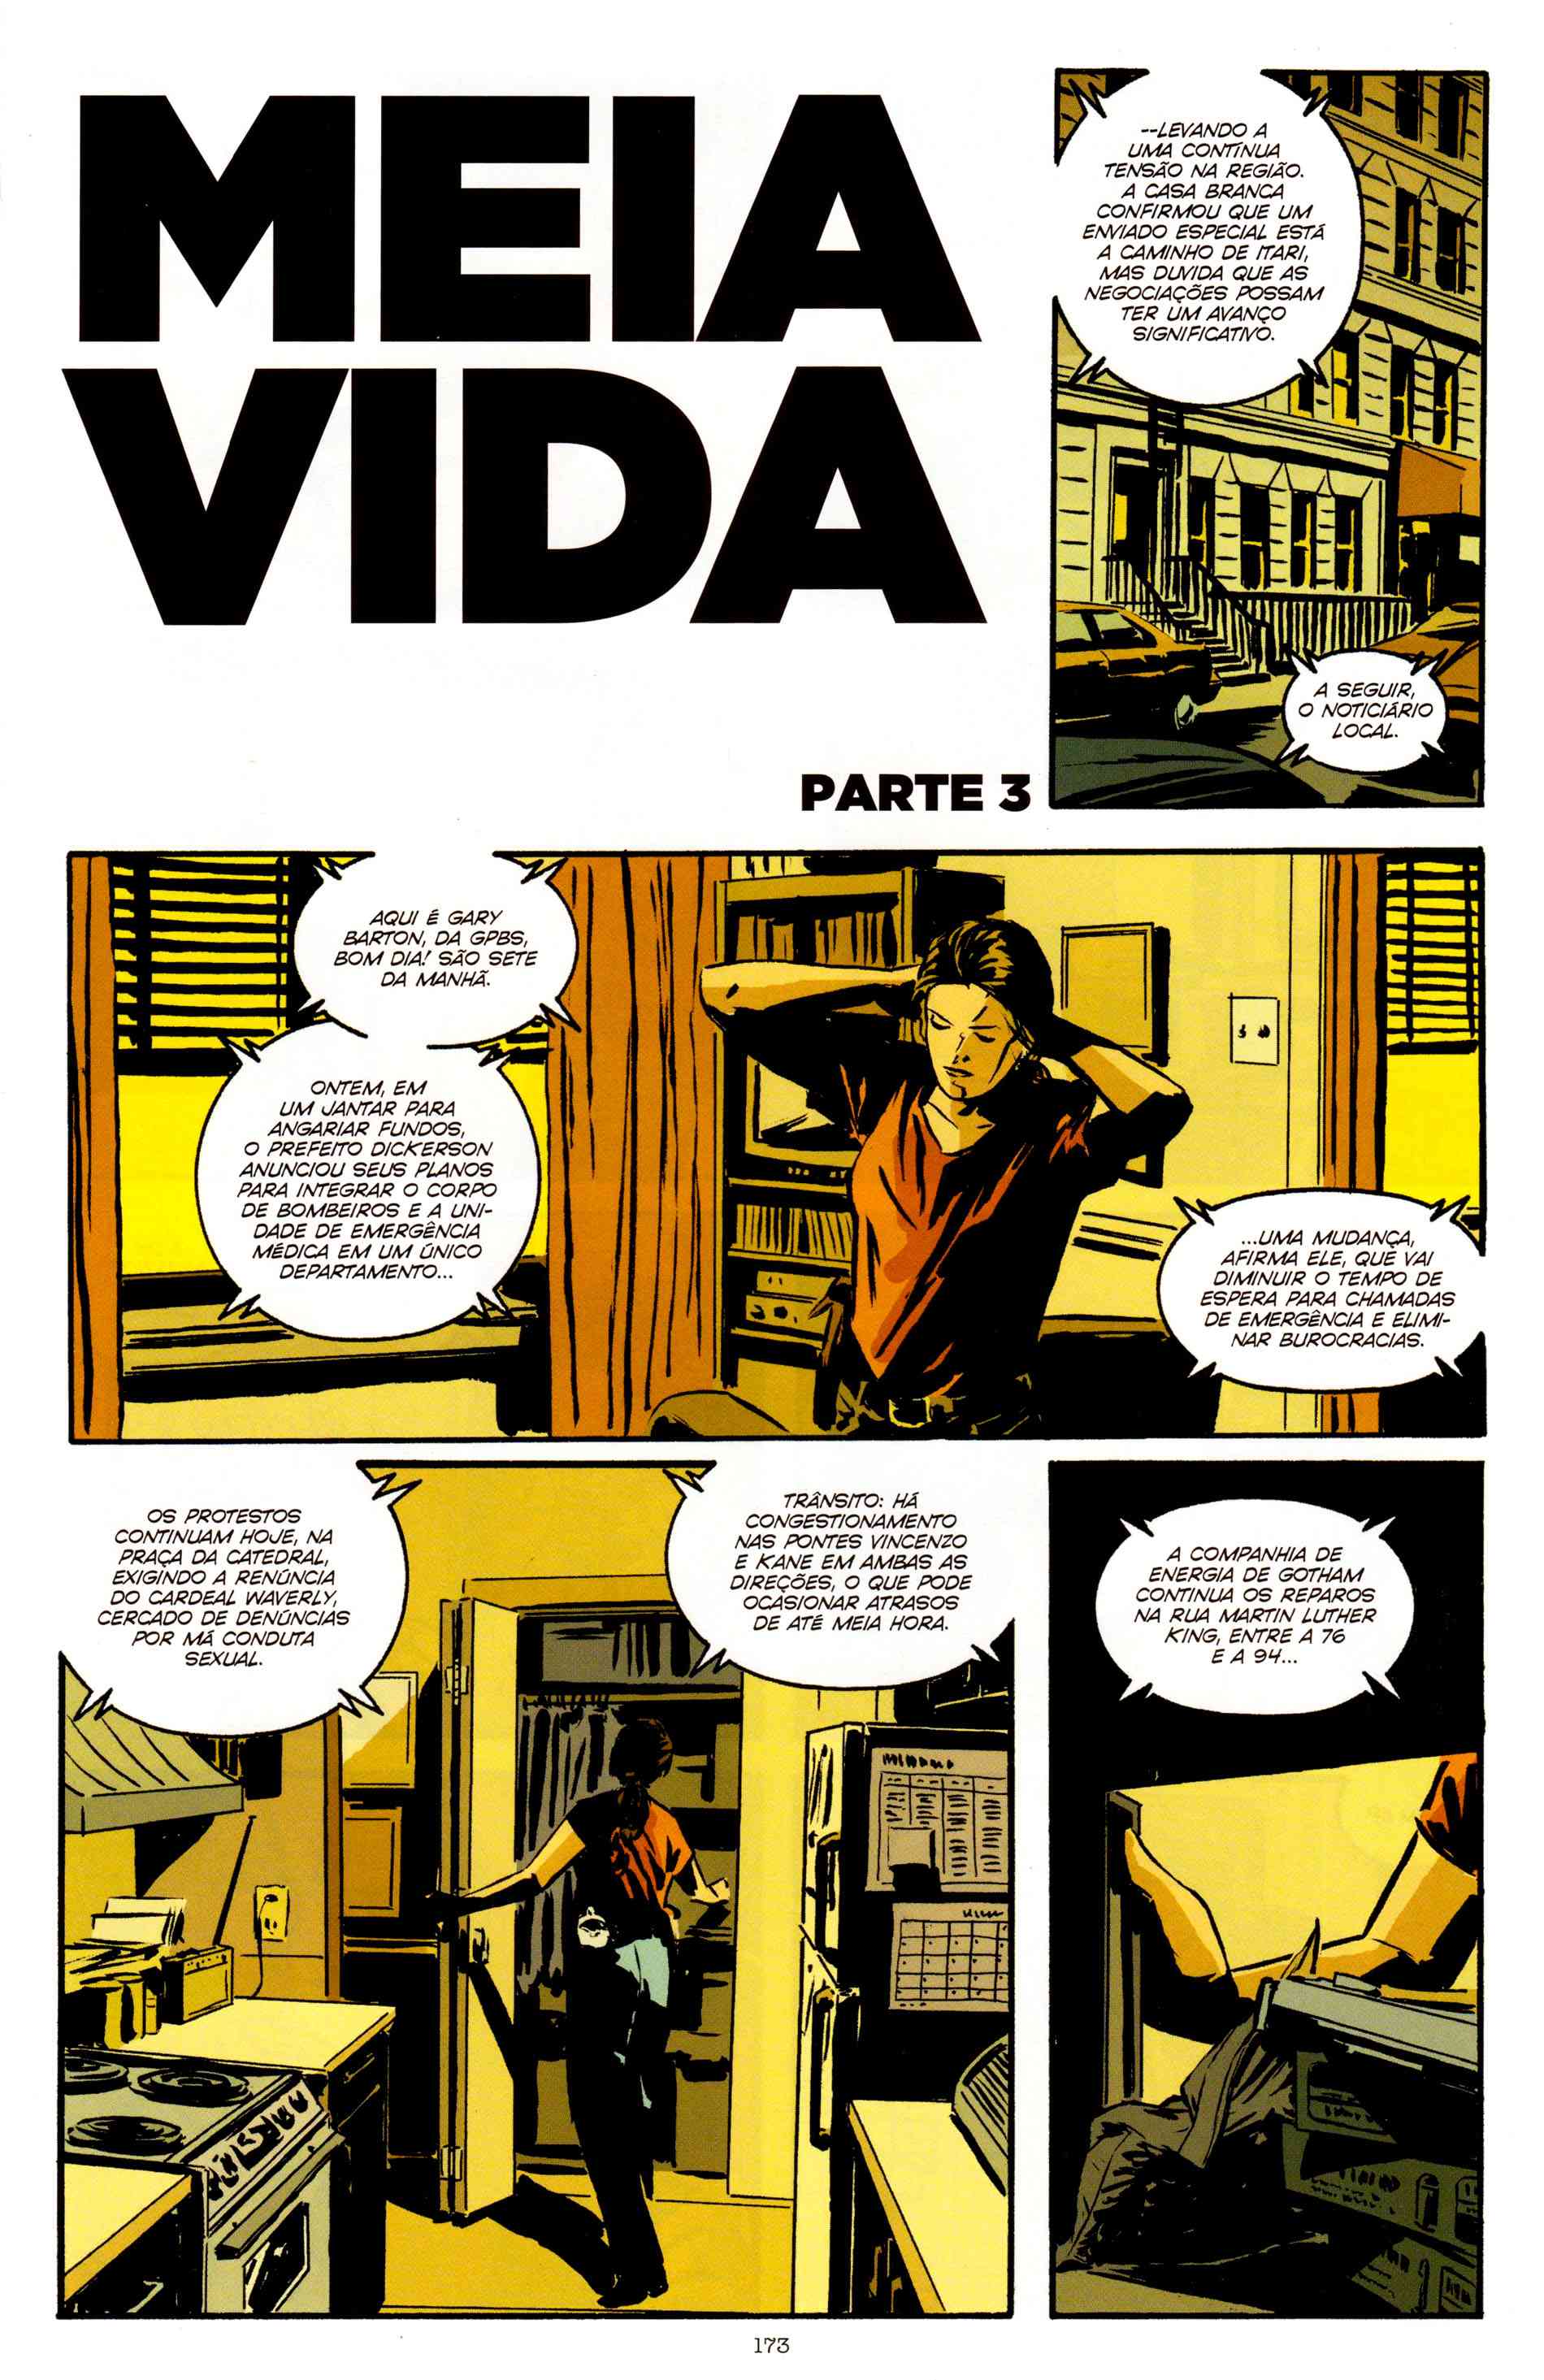 MEIA
VIDA
PARTE 3
--LEVANDO A
UMA CONTÍNUA
TENSÃO NA REGIÃO.
A CASA BRANCA
CONFIRMOU QUE UM
ENVIADO ESPECIAL ESTÁ
A CAMINHO DE ITARI,
MAS DUVIDA QUE AS
NEGOCIAÇÕES POSSAM
TER UM AVANÇO
SIGNIFICATIVO.
A SEGUIR,
O NOTICIÁRIO
LOCAL.
AQUI É GARY
BARTON, DA GPBS,
BOM DIA! SÃO SETE
DA MANHÃ.
ONTEM, EM
UM JANTAR PARA
ANGARIAR FUNDOS,
O PREFEITO DICKERSON
ANUNCIOU SEUS PLANOS
PARA INTEGRAR O CORPO
DE BOMBEIROS E A UNI-
DADE DE EMERGÊNCIA
MÉDICA EM UM ÚNICO
DEPARTAMENTO...
...UMA MUDANÇA,
AFIRMA ELE, QUE VAI
DIMINUIR O TEMPO DE
ESPERA PARA CHAMADAS
DE EMERGÊNCIA E ELIMI-
NAR BUROCRACIAS.
OS PROTESTOS
CONTINUAM HOJE, NA
PRAÇA DA CATEDRAL,
EXIGINDO A RENÚNCIA
DO CARDEAL WAVERLY,
CERCADO DE DENÚNCIAS
POR MÁ CONDUTA
SEXUAL.
TRÂNSITO: HÁ
CONGESTIONAMENTO
NAS PONTES VINCENZO
E KANE EM AMBAS AS
DIREÇÕES, O QUE PODE
OCASIONAR ATRASOS
DE ATÉ MEIA HORA.
A COMPANHIA DE
ENERGIA DE GOTHAM
CONTINUA OS REPAROS
NA RUA MARTIN LUTHER
KING, ENTRE A 76
E A 94...
173